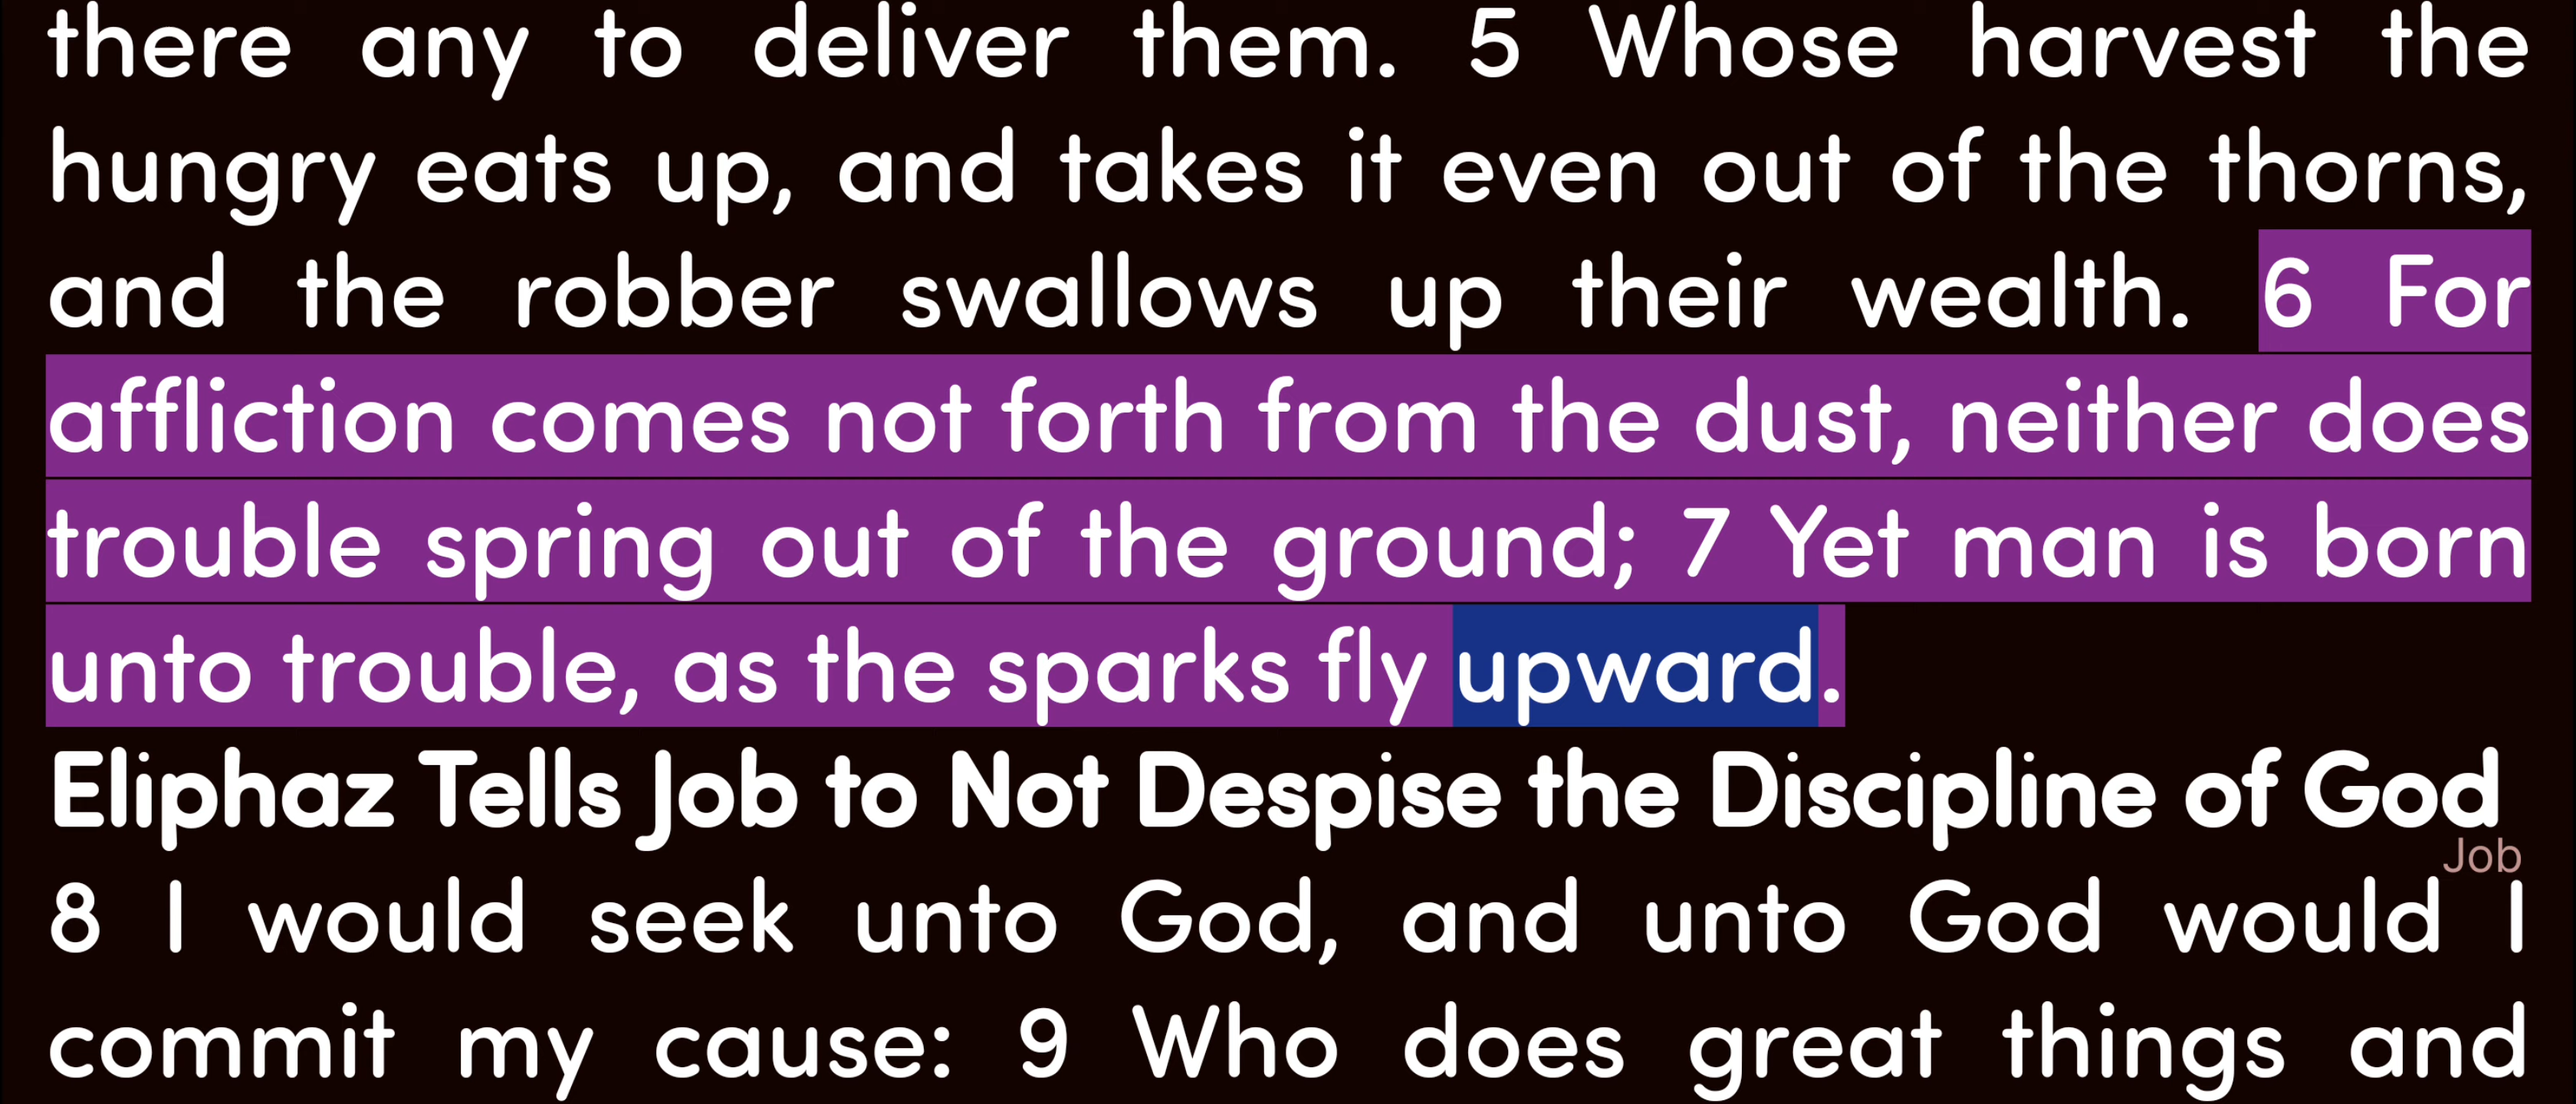 there any to deliver them. 5 Whose harvest the
hungry eats up, and takes it even out of the thorns,
and the robber swallows up their wealth. 6 For
affliction comes not forth from the dust, neither does
trouble spring out of the ground; 7 Yet man is born
unto trouble, as the sparks fly upward.
Eliphaz Tells Job to Not Despise the Discipline of God
Job
8 I would seek unto God, and unto God would I
commit my cause: 9 Who does great things and